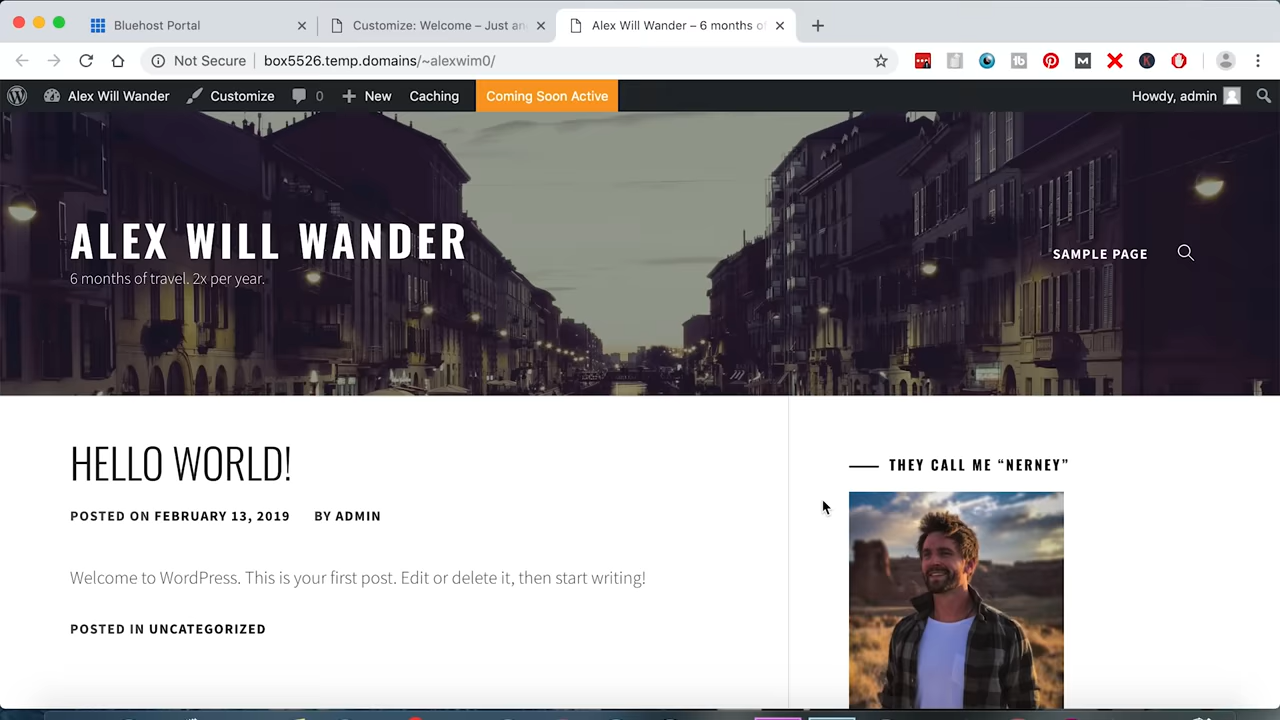 Bluehost Portal
Customize: Welcome – Just an
Alex Will Wander – 6 months of
Not Secure
box5526.temp.domains/~alexwim0/
Alex Will Wander
Customize
0
New
Caching
Coming Soon Active
Howdy, admin
ALEX WILL WANDER
6 months of travel. 2x per year.
SAMPLE PAGE
HELLO WORLD!
POSTED ON FEBRUARY 13, 2019
BY ADMIN
Welcome to WordPress. This is your first post. Edit or delete it, then start writing!
POSTED IN UNCATEGORIZED
THEY CALL ME “NERNEY”